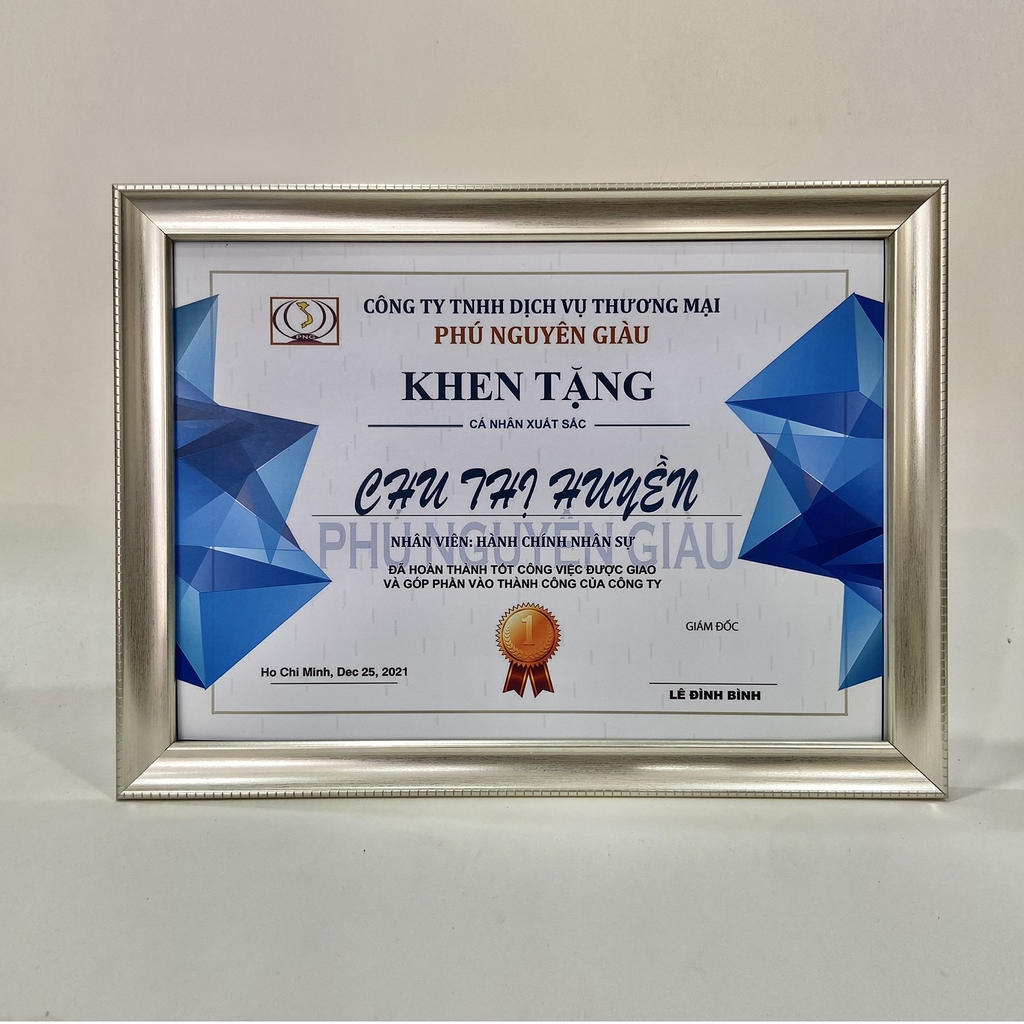 PNG
CÔNG TY TNHH DỊCH VỤ THƯƠNG MẠI
PHÚ NGUYÊN GIÀU
KHEN TẶNG
CÁ NHÂN XUẤT SẮC
CHU THỊ HUYỀN
PHÚ NGUYÊN GIÀU
NHÂN VIÊN: HÀNH CHÍNH NHÂN SỰ
ĐÃ HOÀN THÀNH TỐT CÔNG VIỆC ĐƯỢC GIAO
VÀ GÓP PHẦN VÀO THÀNH CÔNG CỦA CÔNG TY
1
GIÁM ĐỐC
Ho Chi Minh, Dec 25, 2021
LÊ ĐÌNH BÌNH